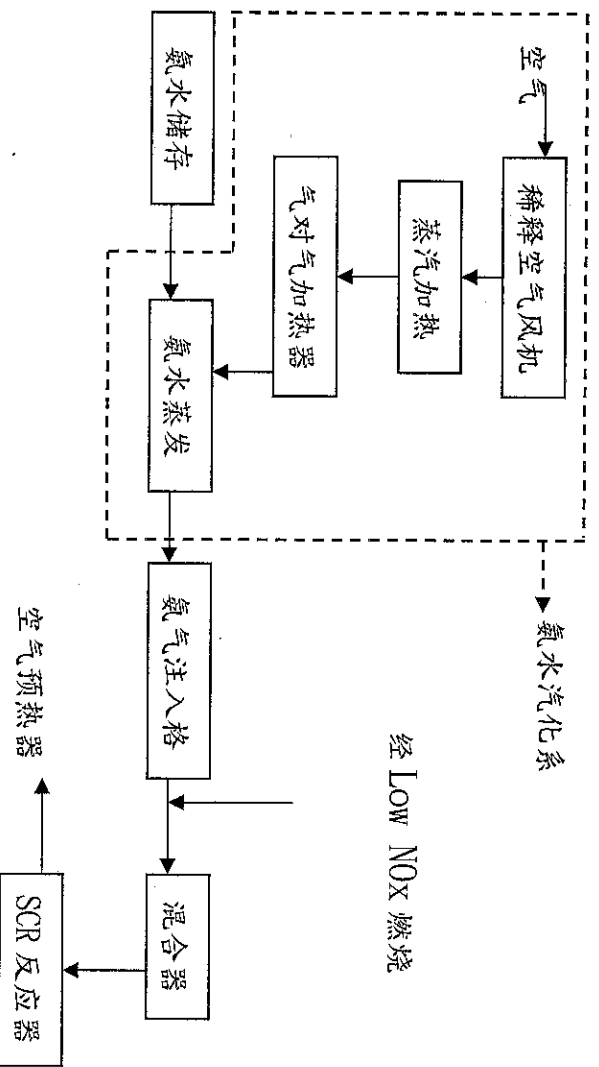 空气
稀释空气风机
蒸汽加热
气对气加热器
氨水储存
氨水蒸发
氨水汽化系
氨气注入格
经 Low NOx 燃烧
混合器
SCR 反应器
空气预热器